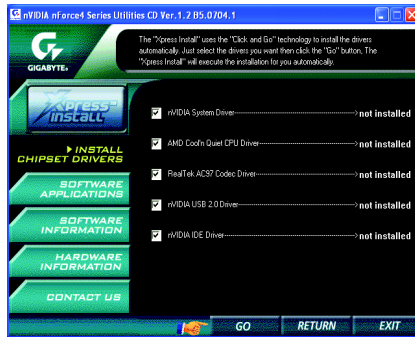 nVIDIA nForce4 Series Utilities CD Ver.1.2 B5.0704.1
GIGABYTE
The "Xpress Install" uses the "Click and Go" technology to install the drivers
automatically. Just select the drivers you want then click the "Go" button, The
"Xpress Install" will execute the installation for you automatically.
Xpress
INSTALL
INSTALL
CHIPSET DRIVERS
SOFTWARE
APPLICATIONS
SOFTWARE
INFORMATION
HARDWARE
INFORMATION
CONTACT US
nVIDIA System Driver not installed
AMD Cool'n Quiet CPU Driver not installed
RealTek AC97 Codec Driver not installed
nVIDIA USB 2.0 Driver not installed
nVIDIA IDE Driver not installed
GO RETURN EXIT